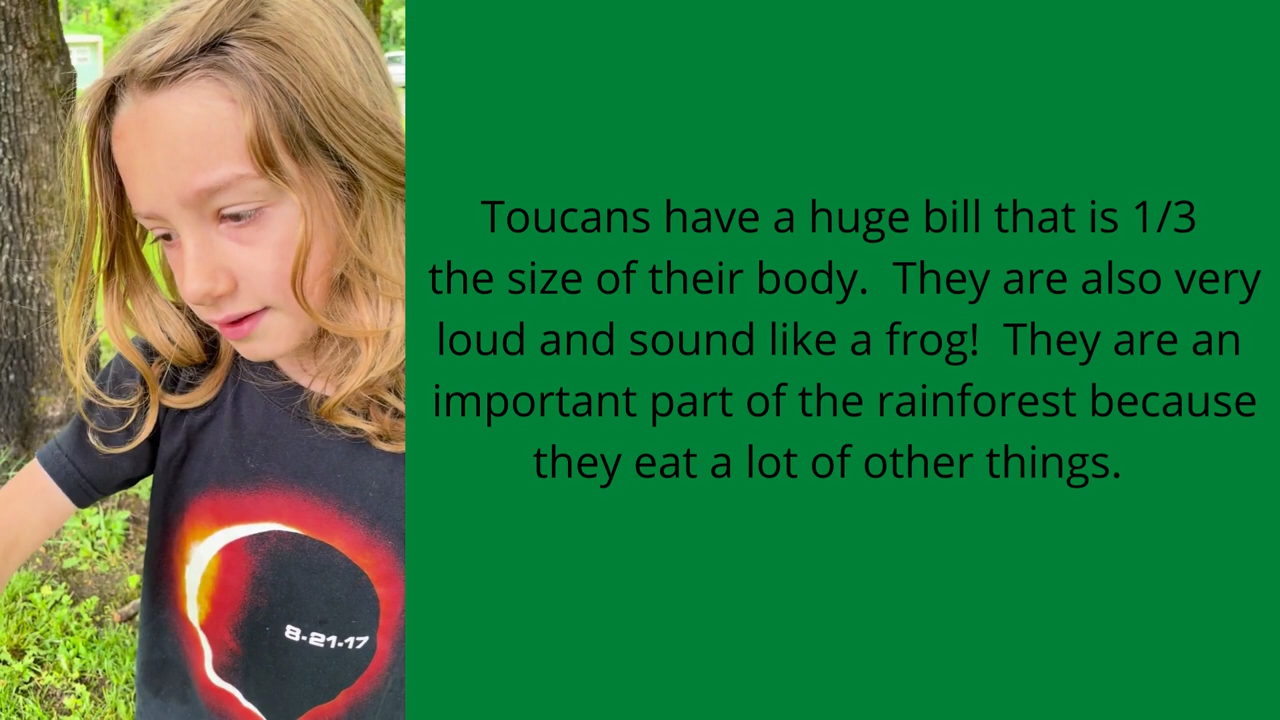 Toucans have a huge bill that is 1/3
the size of their body.  They are also very
loud and sound like a frog!  They are an
important part of the rainforest because
they eat a lot of other things.
8-21-17